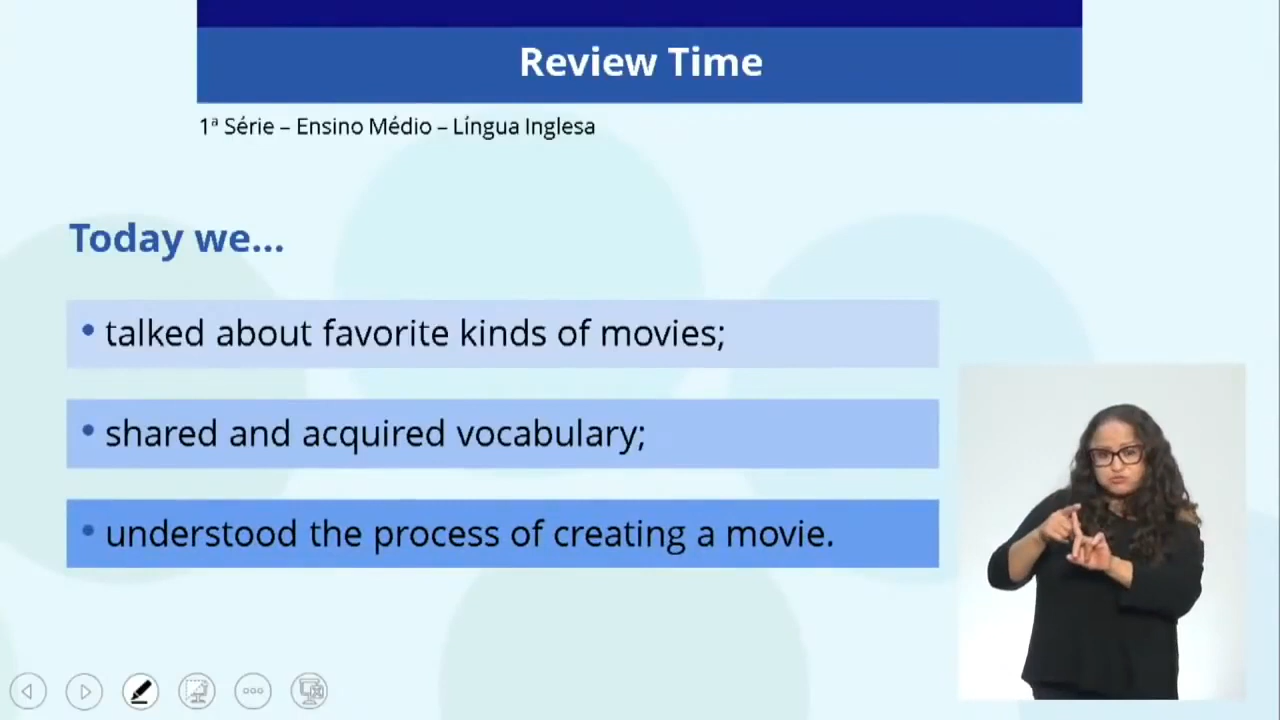 Review Time
1ª Série – Ensino Médio – Língua Inglesa
Today we...
• talked about favorite kinds of movies;
• shared and acquired vocabulary;
• understood the process of creating a movie.